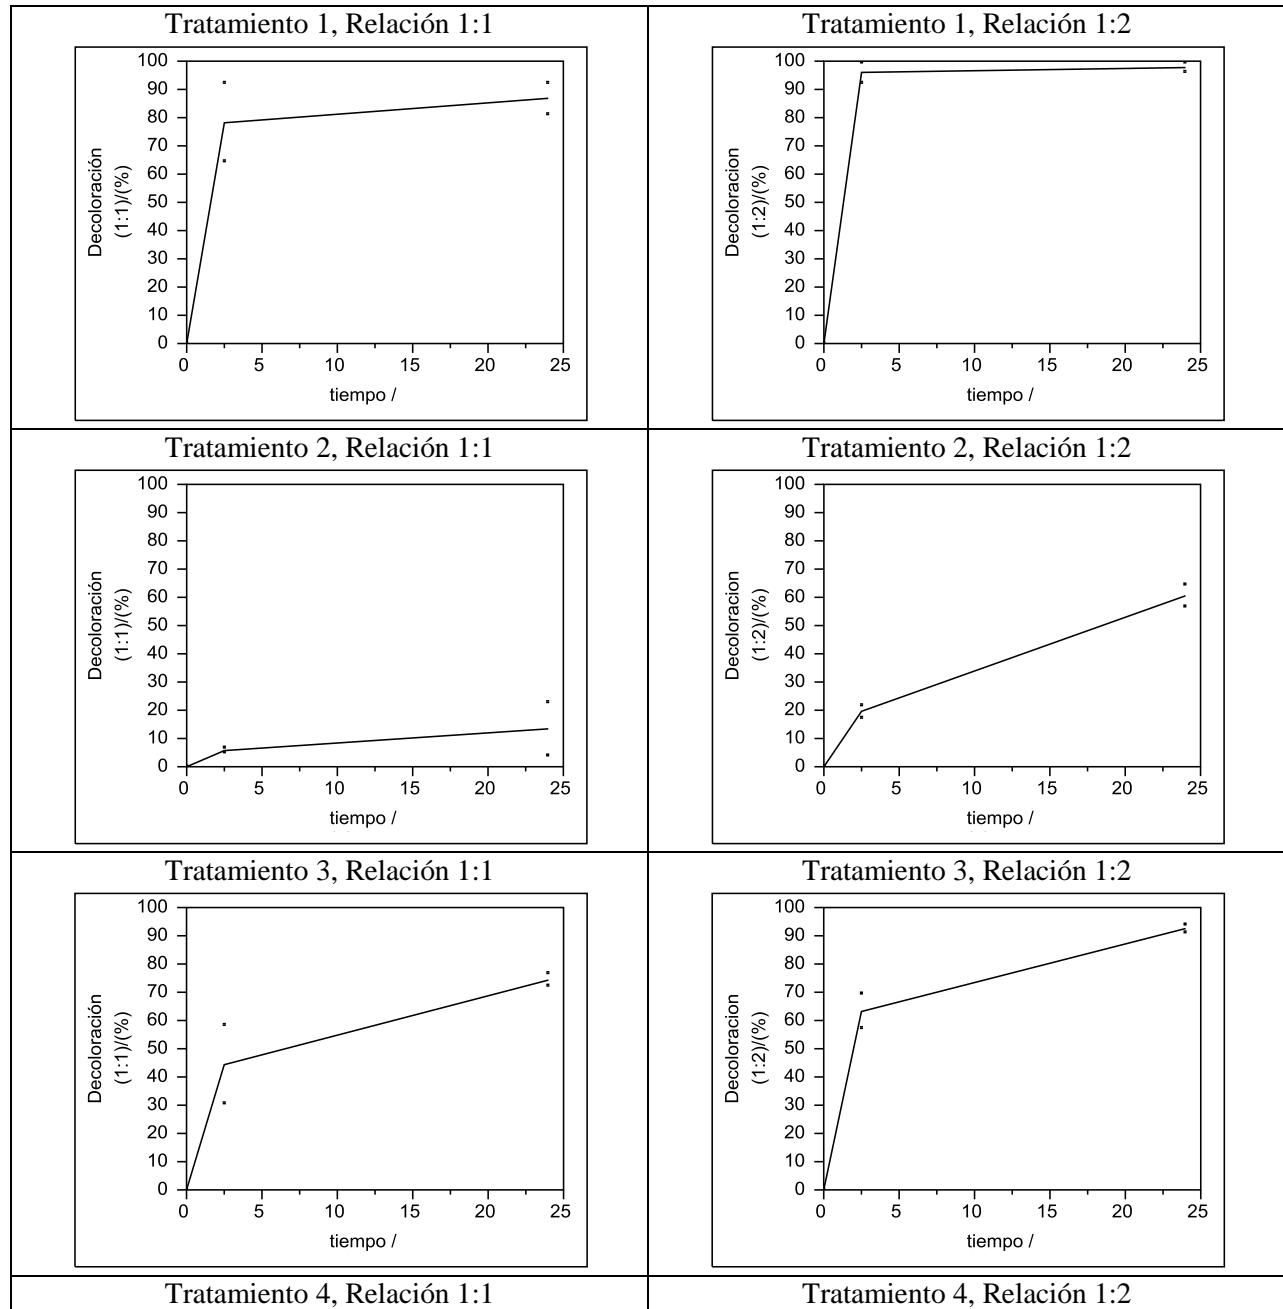 Tratamiento 1, Relación 1:1
100
90
80
70
60
50
40
30
20
10
0
Decoloración
(1:1)/(%)
0 5 10 15 20 25
tiempo /
Tratamiento 1, Relación 1:2
100
90
80
70
60
50
40
30
20
10
0
Decoloracion
(1:2)/(%)
0 5 10 15 20 25
tiempo /
Tratamiento 2, Relación 1:1
100
90
80
70
60
50
40
30
20
10
0
Decoloración
(1:1)/(%)
0 5 10 15 20 25
tiempo /
Tratamiento 2, Relación 1:2
100
90
80
70
60
50
40
30
20
10
0
Decoloracion
(1:2)/(%)
0 5 10 15 20 25
tiempo /
Tratamiento 3, Relación 1:1
100
90
80
70
60
50
40
30
20
10
0
Decoloración
(1:1)/(%)
0 5 10 15 20 25
tiempo /
Tratamiento 3, Relación 1:2
100
90
80
70
60
50
40
30
20
10
0
Decoloracion
(1:2)/(%)
0 5 10 15 20 25
tiempo /
Tratamiento 4, Relación 1:1
Tratamiento 4, Relación 1:2